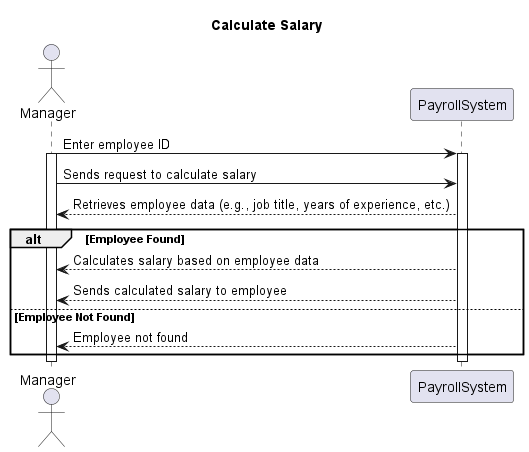 Calculate Salary
Manager
PayrollSystem
Enter employee ID
Sends request to calculate salary
Retrieves employee data (e.g., job title, years of experience, etc.)
alt [Employee Found]
Calculates salary based on employee data
Sends calculated salary to employee
[Employee Not Found]
Employee not found
Manager
PayrollSystem